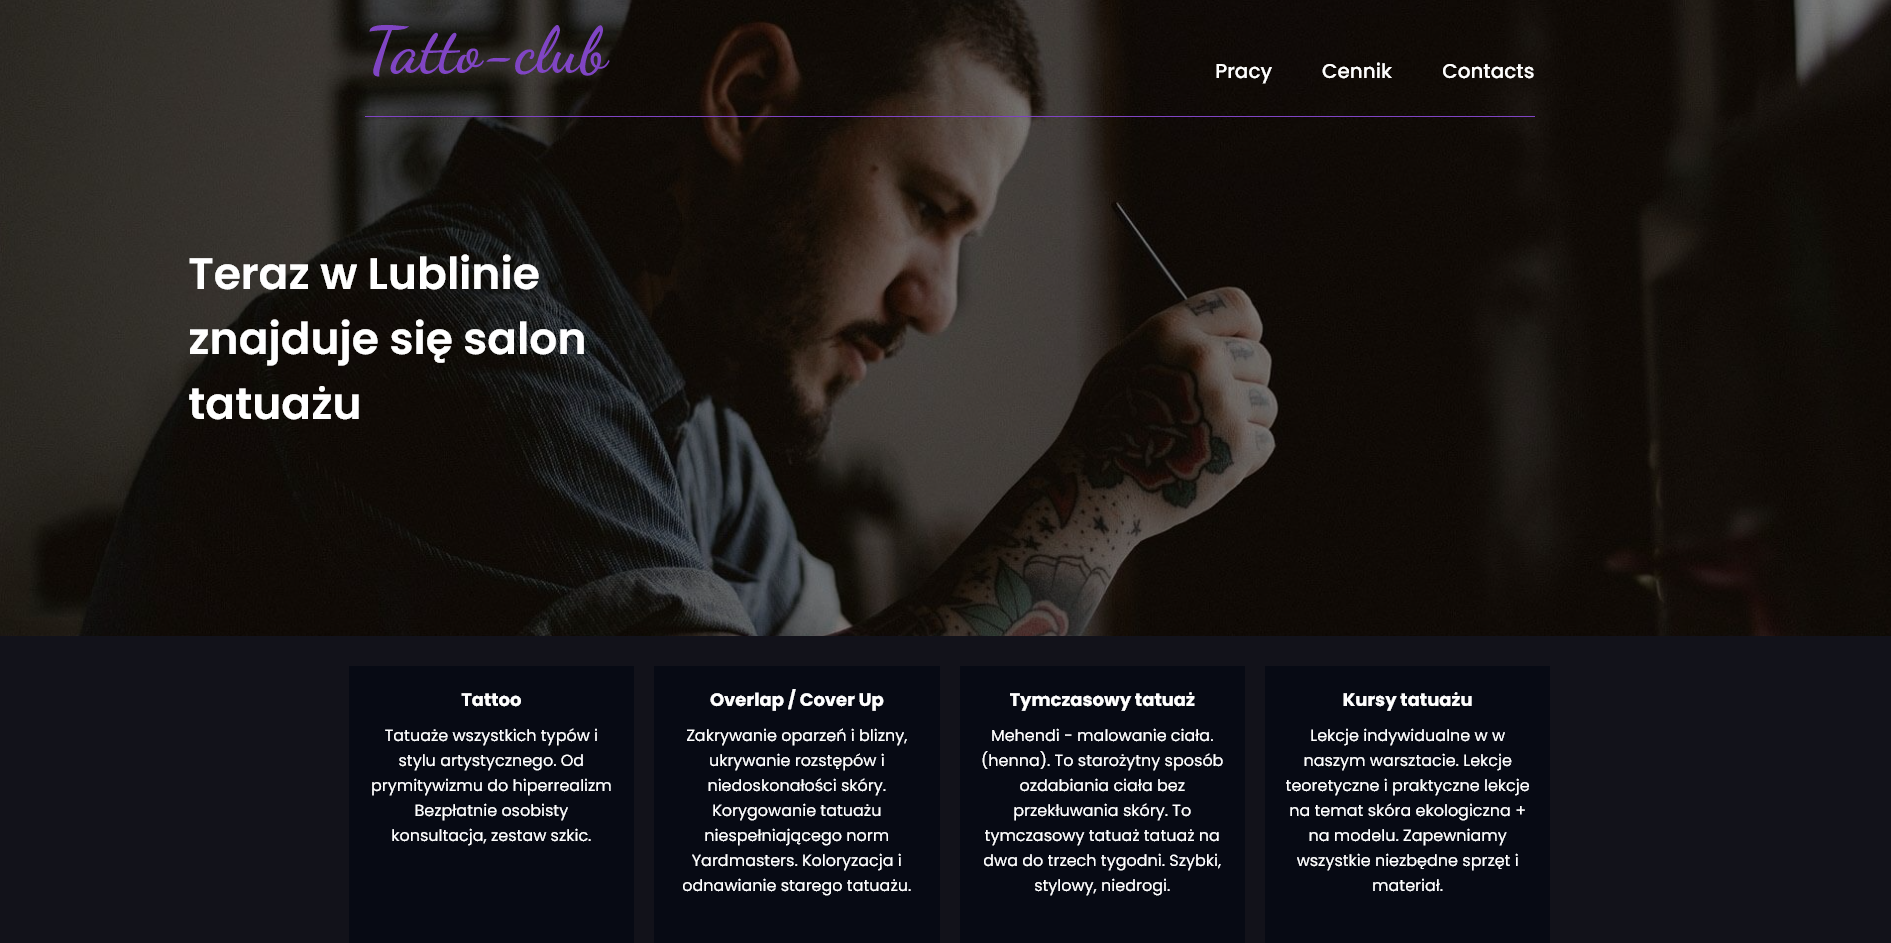 Tatto-club
Pracy Cennik Contacts
Teraz w Lublinie
znajduje się salon
tatuażu
Tattoo
Tatuaże wszystkich typów i
stylu artystycznego. Od
prymitywizmu do hiperrealizm
Bezpłatnie osobisty
konsultacja, zestaw szkic.
Overlap / Cover Up
Zakrywanie oparzeń i blizny,
ukrywanie rozstępów i
niedoskonałości skóry.
Korygowanie tatuażu
niespełniającego norm
Yardmasters. Koloryzacja i
odnawianie starego tatuażu.
Tymczasowy tatuaż
Mehendi - malowanie ciała.
(henna). To starożytny sposób
ozdabiania ciała bez
przekłuwania skóry. To
tymczasowy tatuaż tatuaż na
dwa do trzech tygodni. Szybki,
stylowy, niedrogi.
Kursy tatuażu
Lekcje indywidualne w w
naszym warsztacie. Lekcje
teoretyczne i praktyczne lekcje
na temat skóra ekologiczna +
na modelu. Zapewniamy
wszystkie niezbędne sprzęt i
materiał.